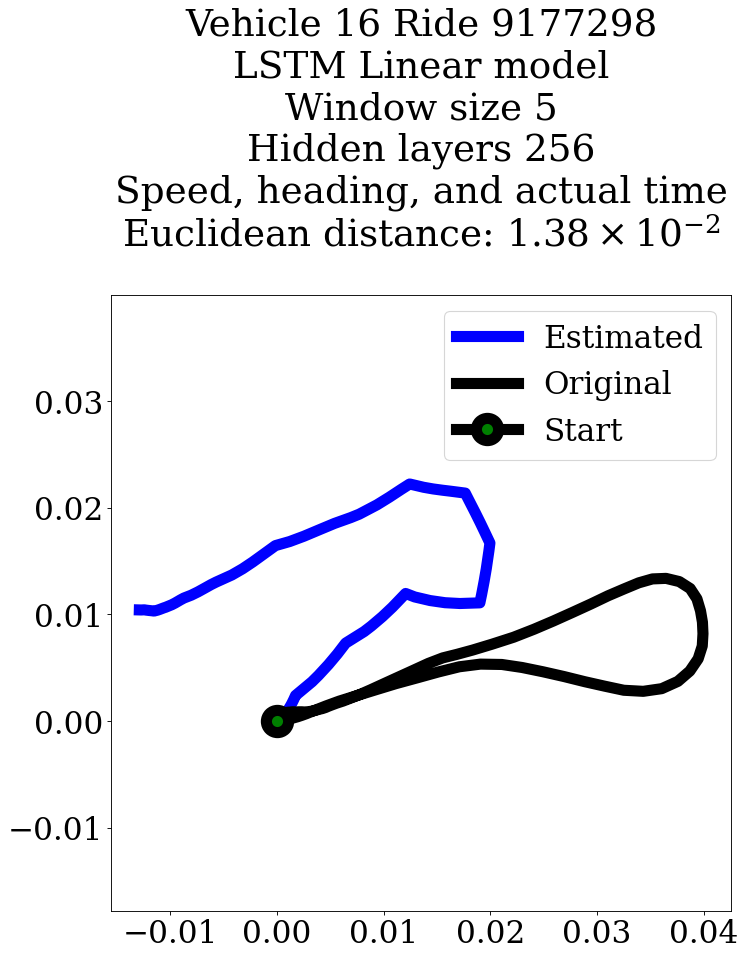 Vehicle 16 Ride 9177298
LSTM Linear model
Window size 5
Hidden layers 256
Speed, heading, and actual time
Euclidean distance: 1.38 × 10⁻²
Estimated
Original
Start
0.03
0.02
0.01
0.00
−0.01
−0.01 0.00 0.01 0.02 0.03 0.04